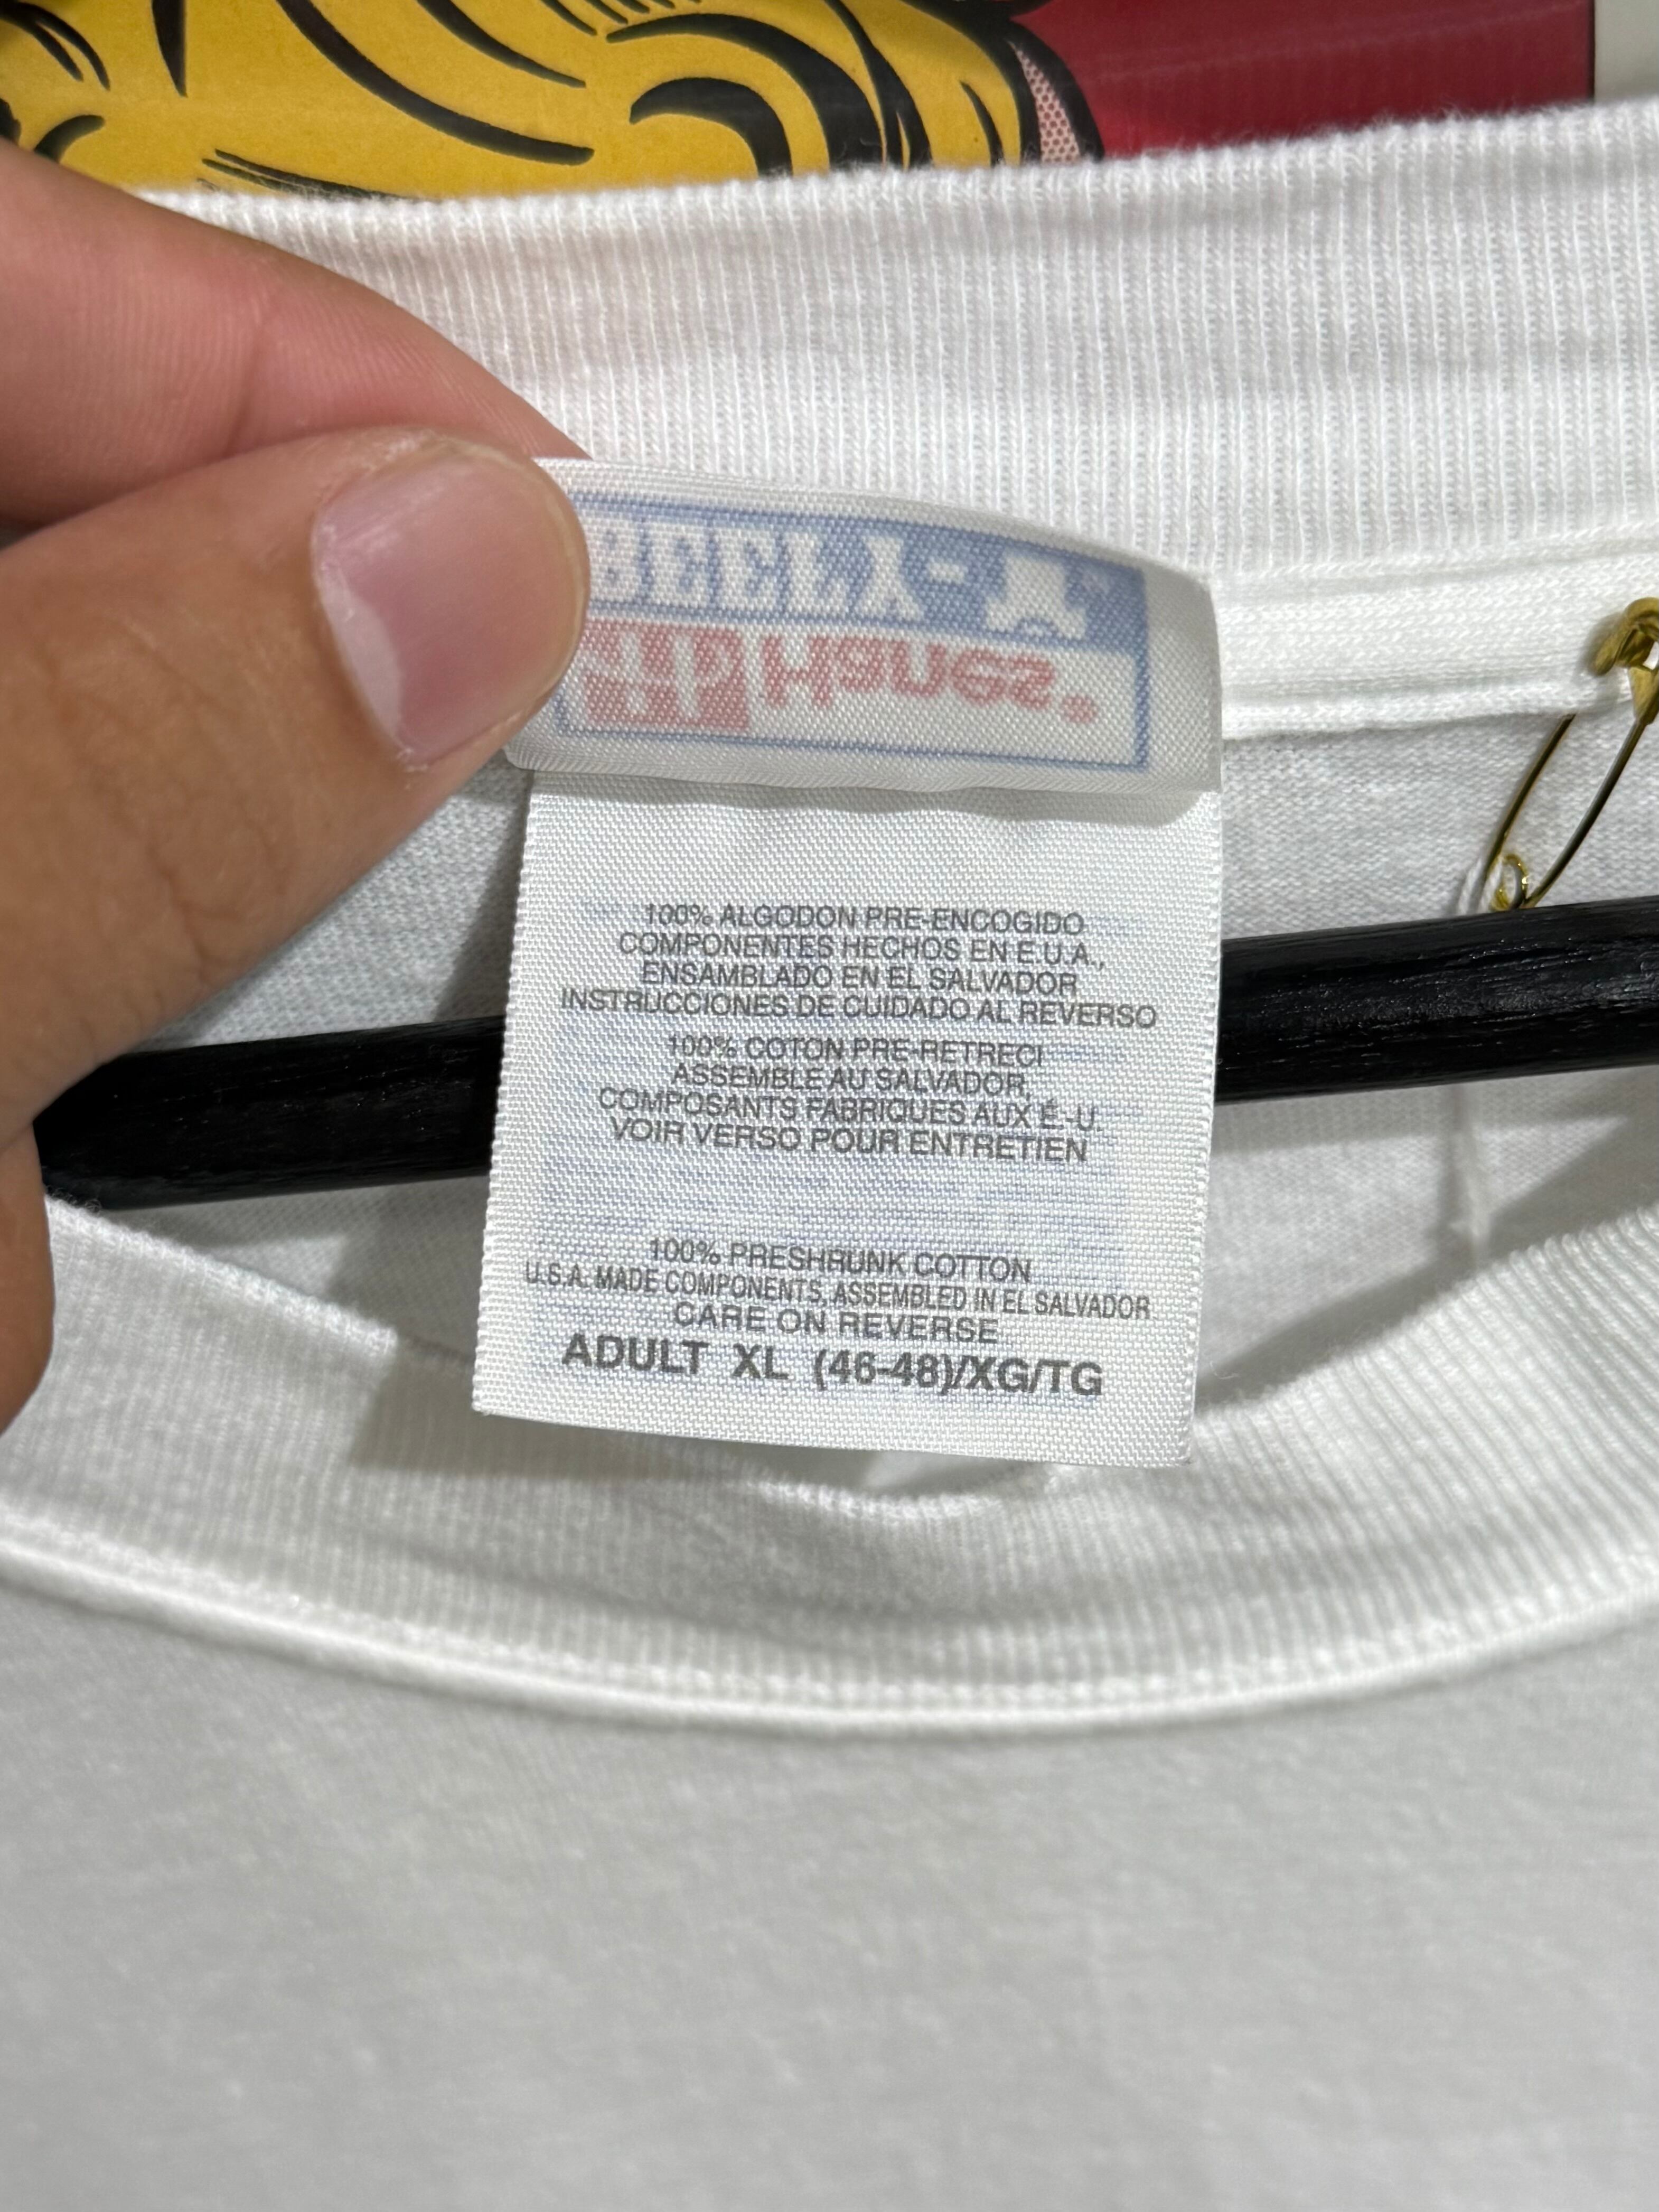 BEEFY-T
Hanes®
100% ALGODON PRE-ENCOGIDO
COMPONENTES HECHOS EN E.U.A.,
ENSAMBLADO EN EL SALVADOR
INSTRUCCIONES DE CUIDADO AL REVERSO
100% COTON PRE-RETRECI
ASSEMBLE AU SALVADOR,
COMPOSANTS FABRIQUES AUX É.-U.
VOIR VERSO POUR ENTRETIEN
100% PRESHRUNK COTTON
U.S.A. MADE COMPONENTS, ASSEMBLED IN EL SALVADOR
CARE ON REVERSE
ADULT XL (46-48)/XG/TG